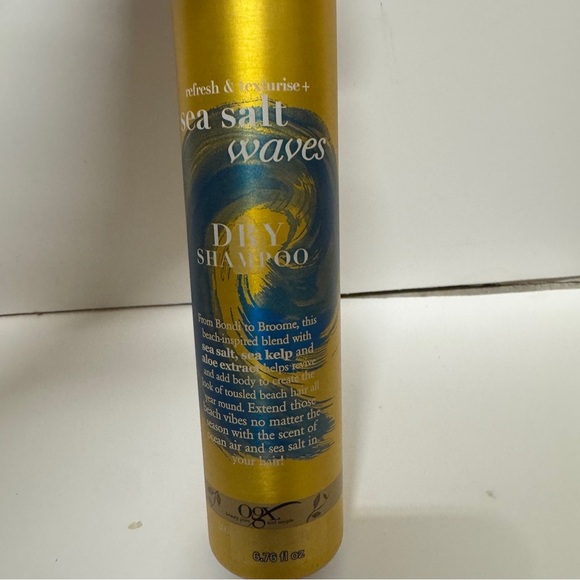 refresh & texturise+
sea salt
waves
DRY
SHAMPOO
From Bondi to Broome, this
beach-inspired blend with
sea salt, sea kelp and
aloe extract helps revive
and add body to create the
look of tousled beach hair all
year round. Extend those
beach vibes no matter the
season with the scent of
ocean air and sea salt in
your hair!
ogx
6.76 fl oz